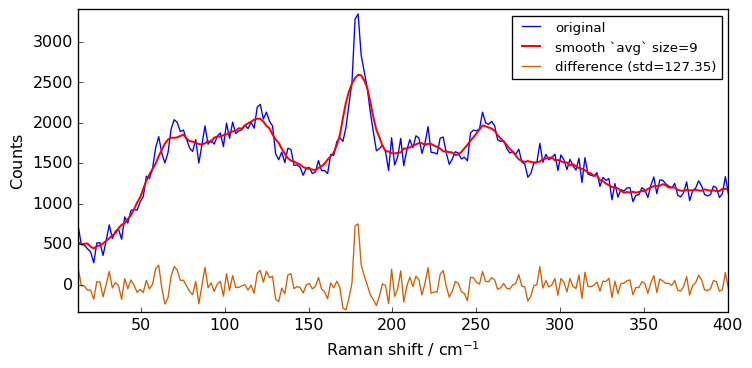 original
smooth `avg` size=9
difference (std=127.35)
Counts
3000
2500
2000
1500
1000
500
0
50 100 150 200 250 300 350 400
Raman shift / cm⁻¹